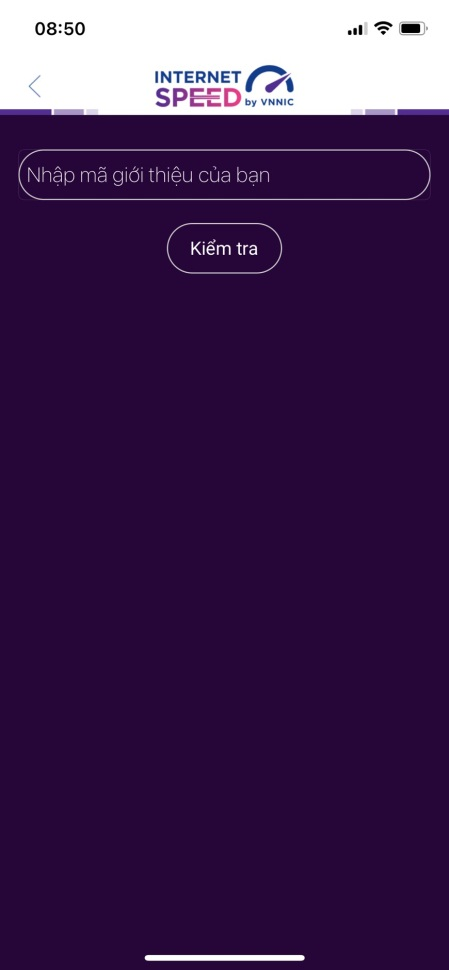 08:50
INTERNET
SPEED by VNNIC
Nhập mã giới thiệu của bạn
Kiểm tra